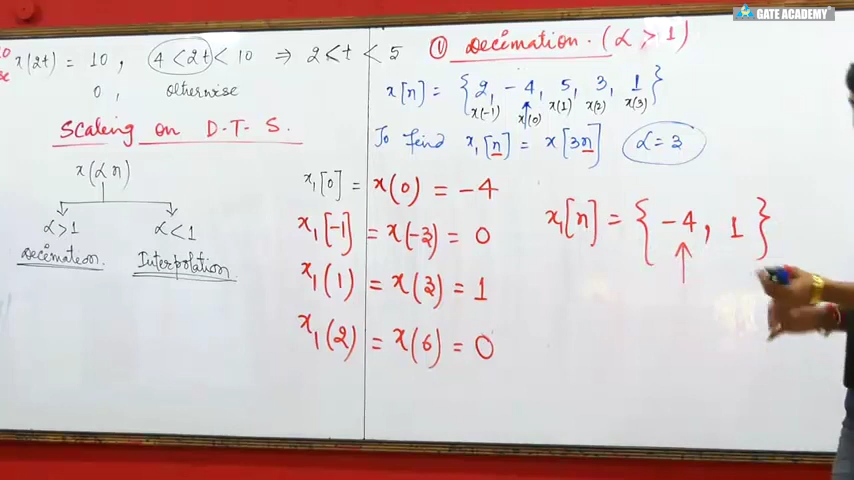 GATE ACADEMY
x(2t) = 10 , 4 < 2t < 10 ⇒ 2 < t < 5
0 , otherwise
Scaling on D.T.S.
x(αn)
α>1 α<1
Decimation. Interpolation
① Decimation. (α > 1)
x[n] = { 2, -4, 5, 3, 1 }
x(-1) x(0) x(1) x(2) x(3)
↑
To find x₁[n] = x[3n] α=3
x₁[0] = x(0) = -4
x₁[-1] = x(-3) = 0
x₁(1) = x(3) = 1
x₁(2) = x(6) = 0
x₁[n] = { -4, 1 }
↑